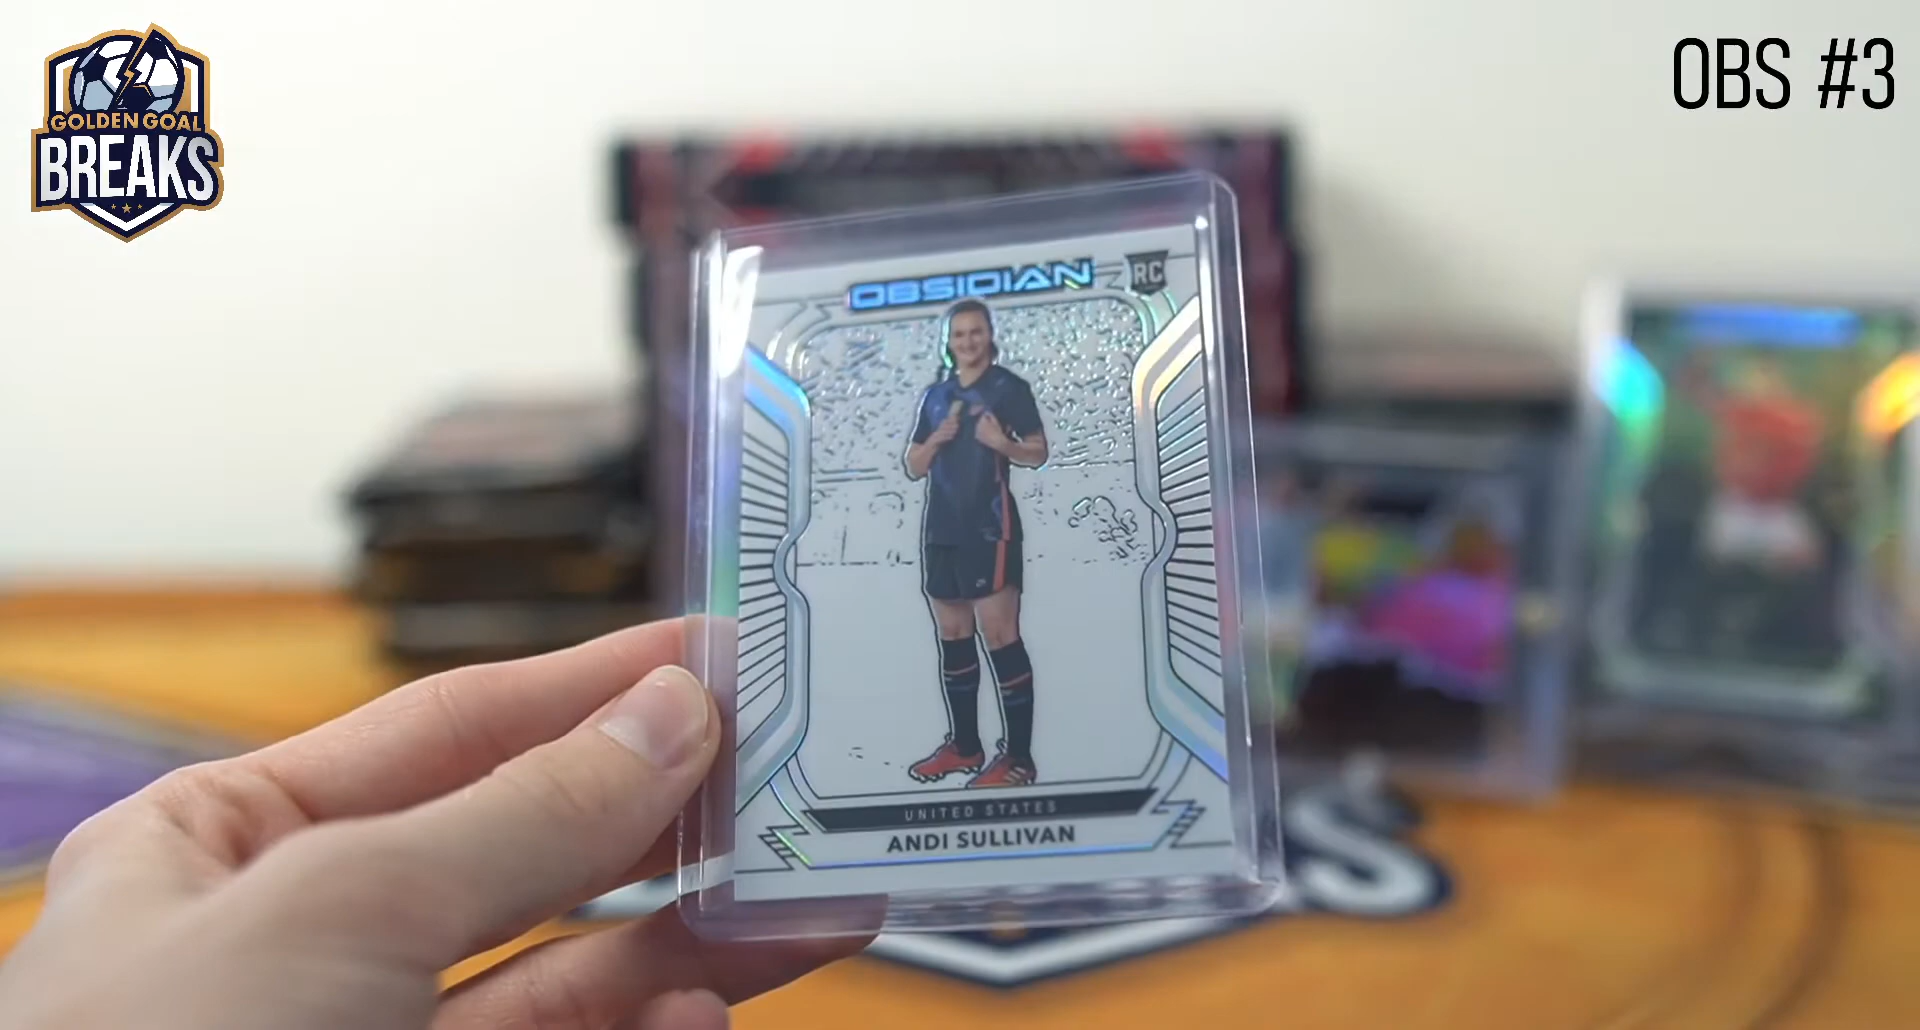 GOLDEN GOAL
BREAKS
OBS #3
OBSIDIAN
RC
UNITED STATES
ANDI SULLIVAN
S